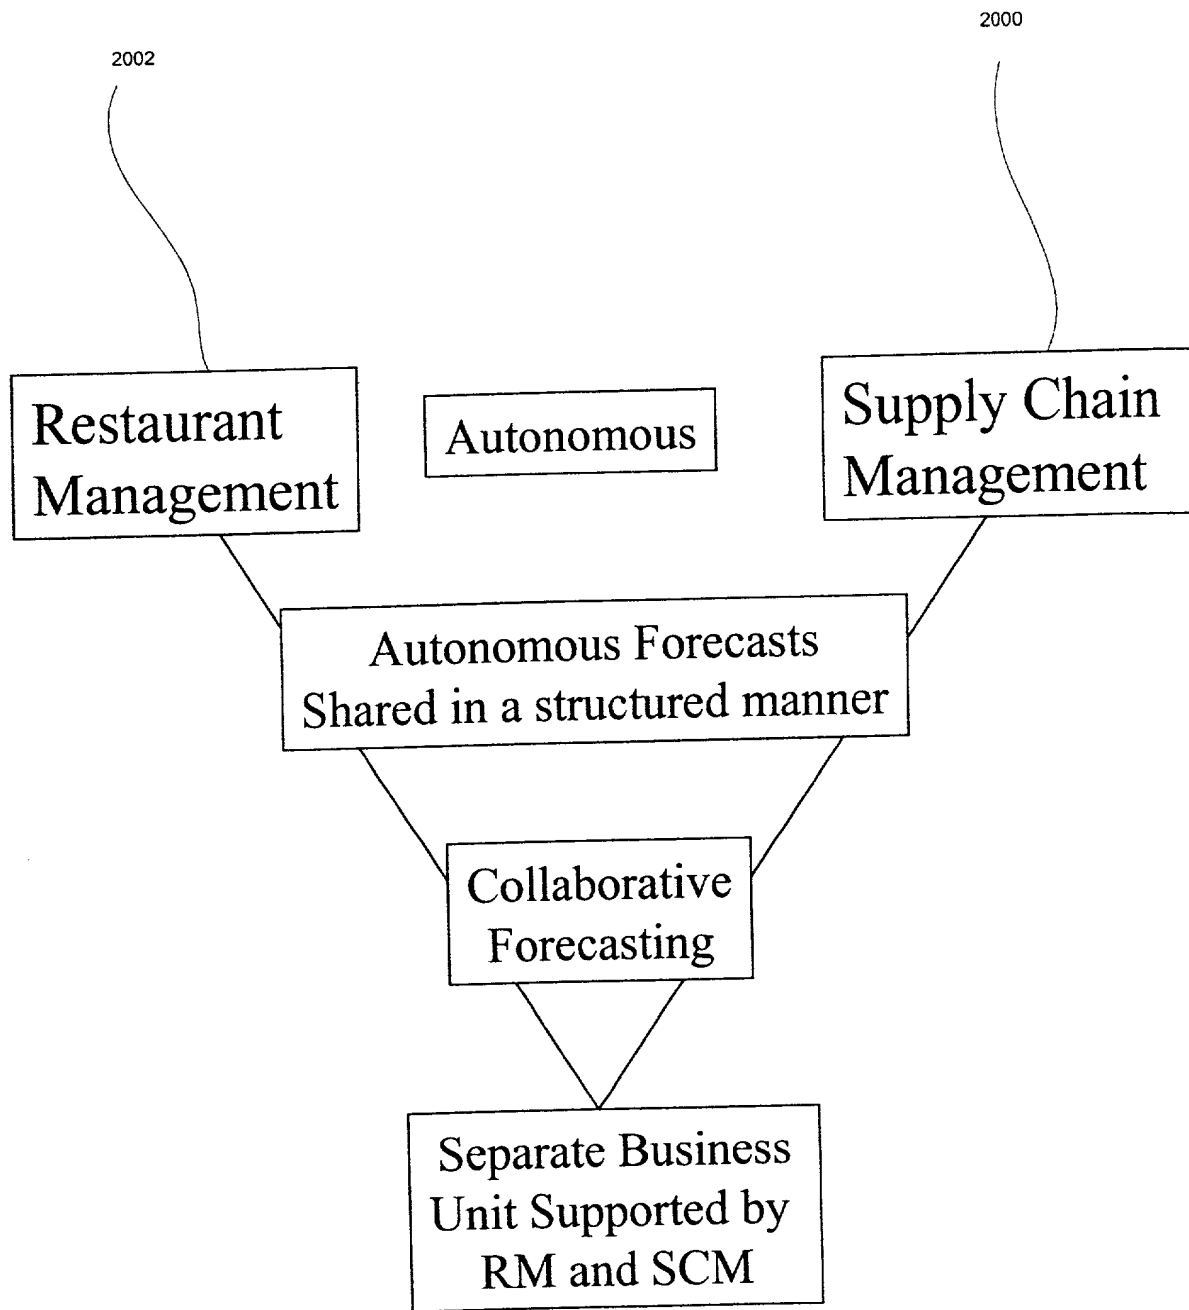 2002
2000
Restaurant
Management
Autonomous
Supply Chain
Management
Autonomous Forecasts
Shared in a structured manner
Collaborative
Forecasting
Separate Business
Unit Supported by
RM and SCM